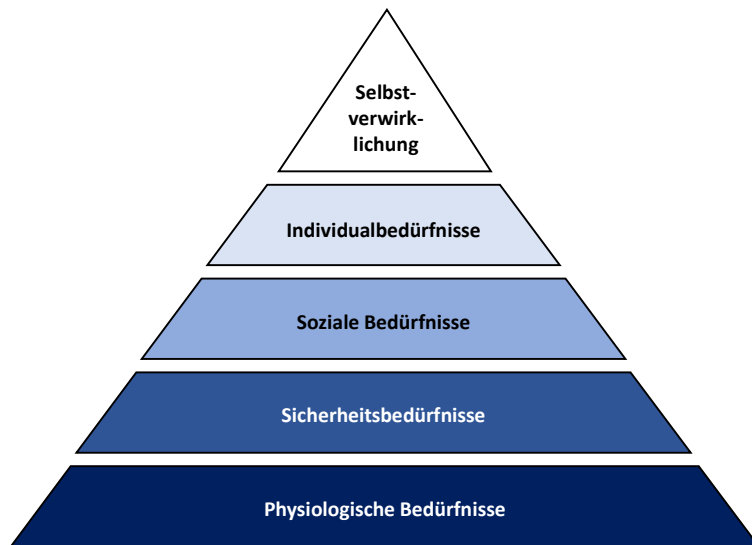 Selbst-
verwirk-
lichung
Individualbedürfnisse
Soziale Bedürfnisse
Sicherheitsbedürfnisse
Physiologische Bedürfnisse